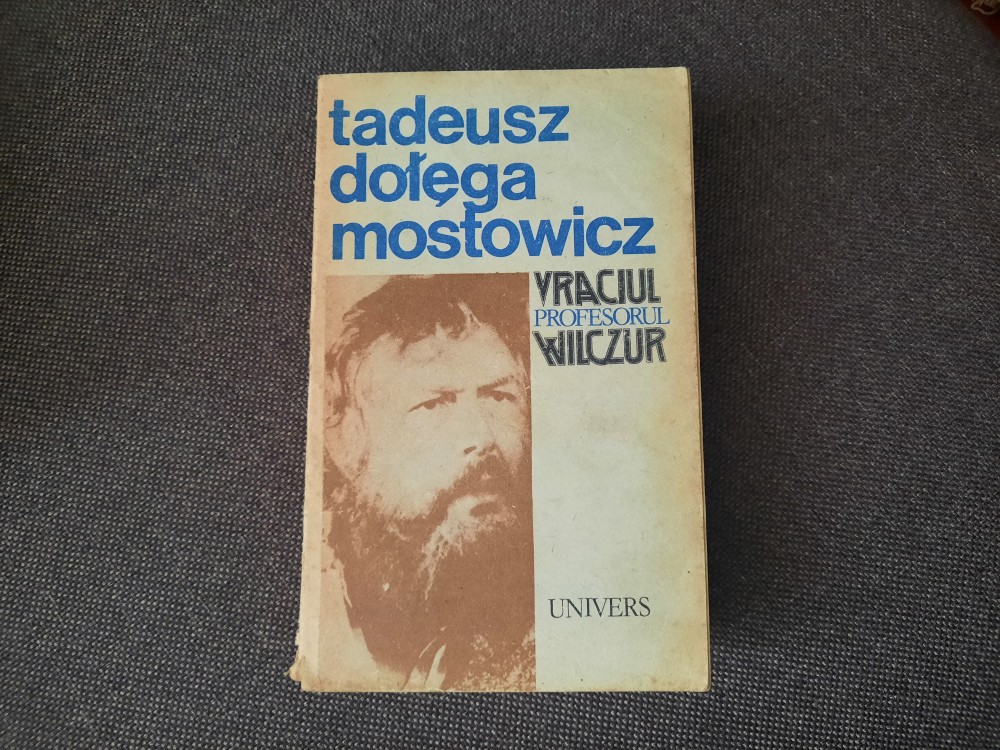 tadeusz
dołęga
mostowicz
VRACIUL
PROFESORUL
WILCZUR
UNIVERS